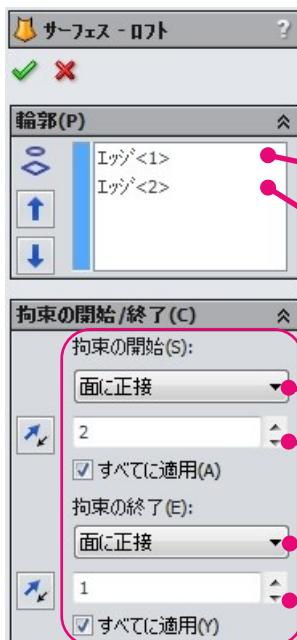 サーフェス - ロフト ?
輪郭(P)
エッジ<1>
エッジ<2>
拘束の開始/終了(C)
拘束の開始(S):
面に正接
2
すべてに適用(A)
拘束の終了(E):
面に正接
1
すべてに適用(Y)